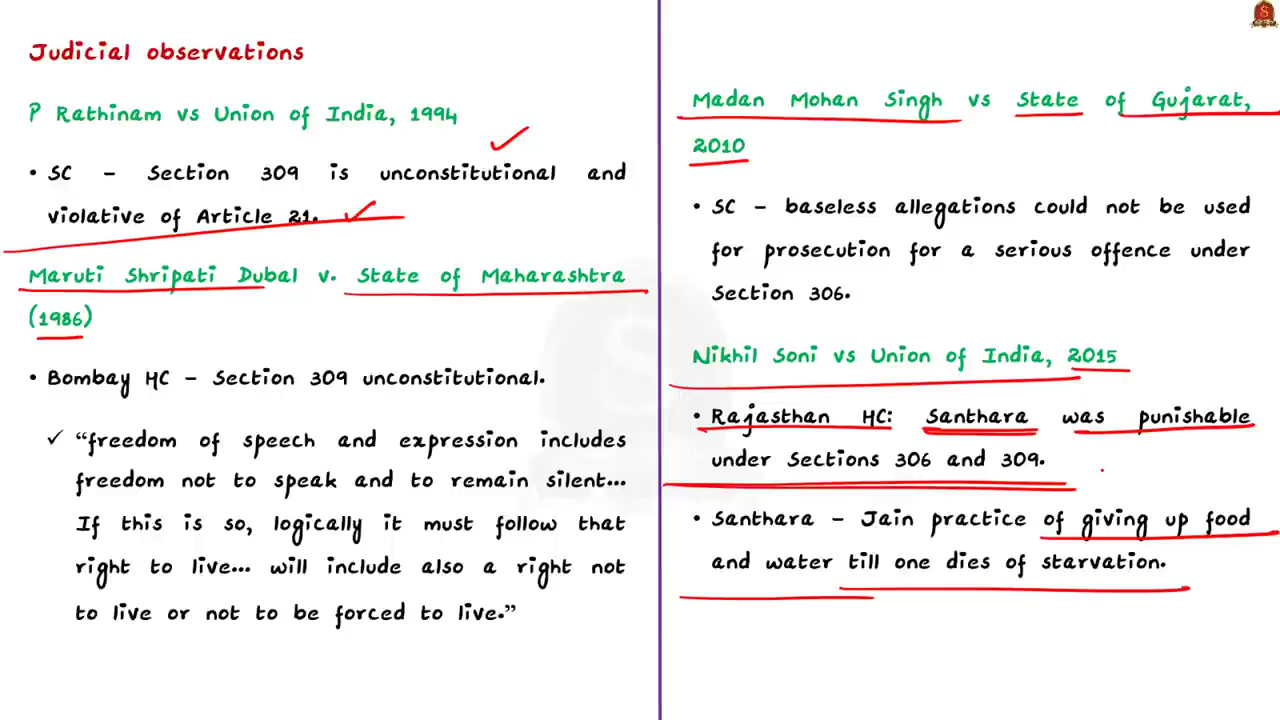 Judicial observations
P Rathinam vs Union of India, 1994
• SC – Section 309 is unconstitutional and
violative of Article 21.
Maruti Shripati Dubal v. State of Maharashtra
(1986)
• Bombay HC – Section 309 unconstitutional.
✓ “freedom of speech and expression includes
freedom not to speak and to remain silent...
If this is so, logically it must follow that
right to live... will include also a right not
to live or not to be forced to live.”
Madan Mohan Singh vs State of Gujarat,
2010
• SC – baseless allegations could not be used
for prosecution for a serious offence under
Section 306.
Nikhil Soni vs Union of India, 2015
• Rajasthan HC: Santhara was punishable
under Sections 306 and 309.
• Santhara – Jain practice of giving up food
and water till one dies of starvation.